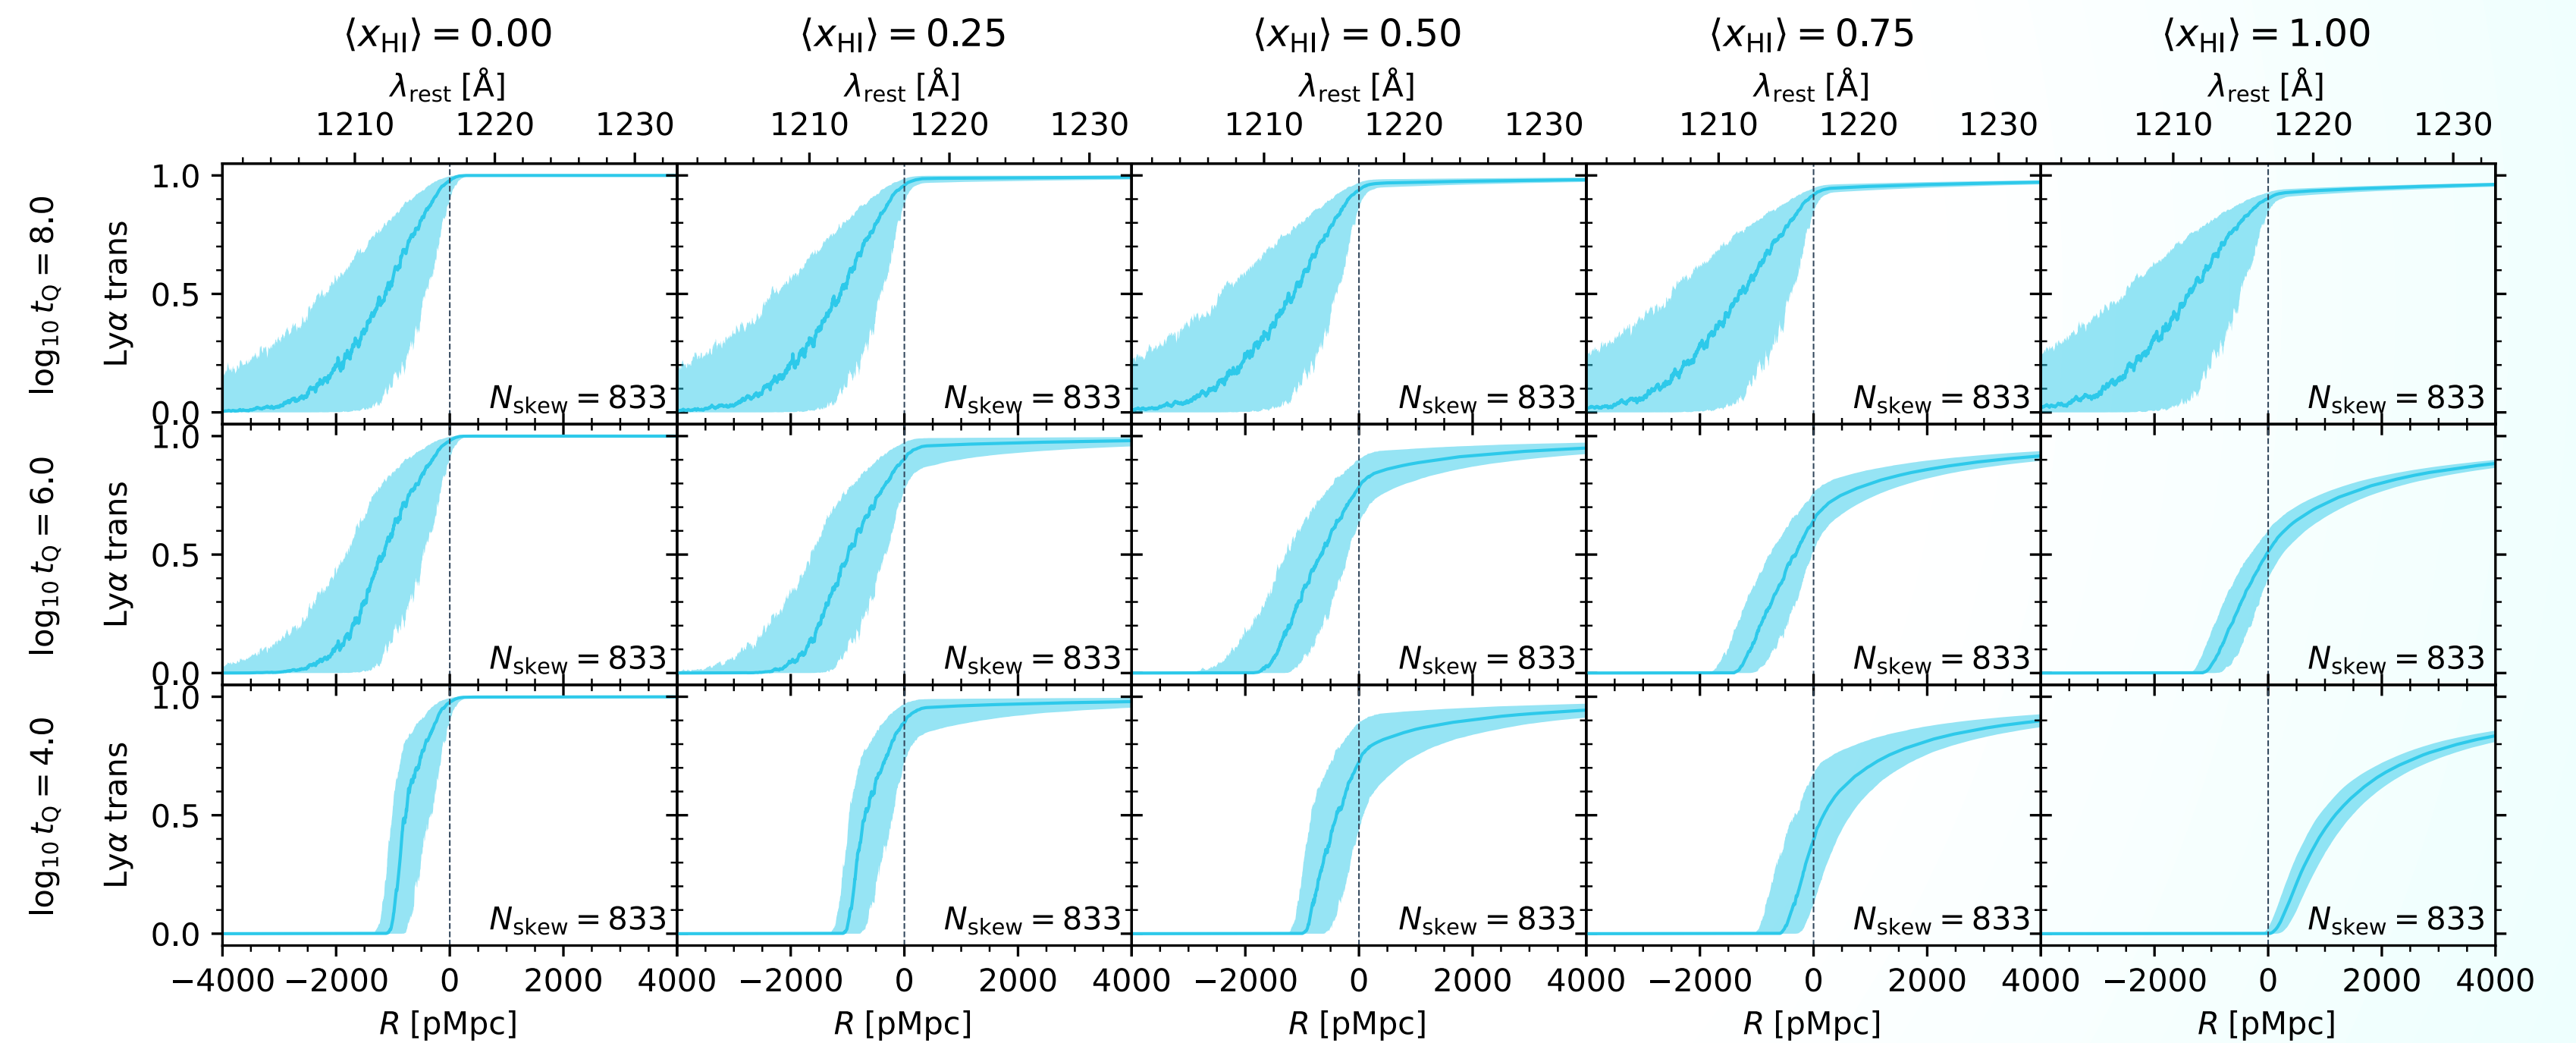 ⟨x_HI⟩ = 0.00 ⟨x_HI⟩ = 0.25 ⟨x_HI⟩ = 0.50 ⟨x_HI⟩ = 0.75 ⟨x_HI⟩ = 1.00
λ_rest [Å] λ_rest [Å] λ_rest [Å] λ_rest [Å] λ_rest [Å]
1210 1220 1230 1210 1220 1230 1210 1220 1230 1210 1220 1230 1210 1220 1230
log₁₀ t_Q = 8.0
Lyα trans
1.0
0.5
0.0
N_skew = 833 N_skew = 833 N_skew = 833 N_skew = 833 N_skew = 833
log₁₀ t_Q = 6.0
Lyα trans
1.0
0.5
0.0
N_skew = 833 N_skew = 833 N_skew = 833 N_skew = 833 N_skew = 833
log₁₀ t_Q = 4.0
Lyα trans
1.0
0.5
0.0
N_skew = 833 N_skew = 833 N_skew = 833 N_skew = 833 N_skew = 833
−4000 −2000 0 2000 4000 −2000 0 2000 4000 −2000 0 2000 4000 −2000 0 2000 4000 −2000 0 2000 4000
R [pMpc] R [pMpc] R [pMpc] R [pMpc] R [pMpc]